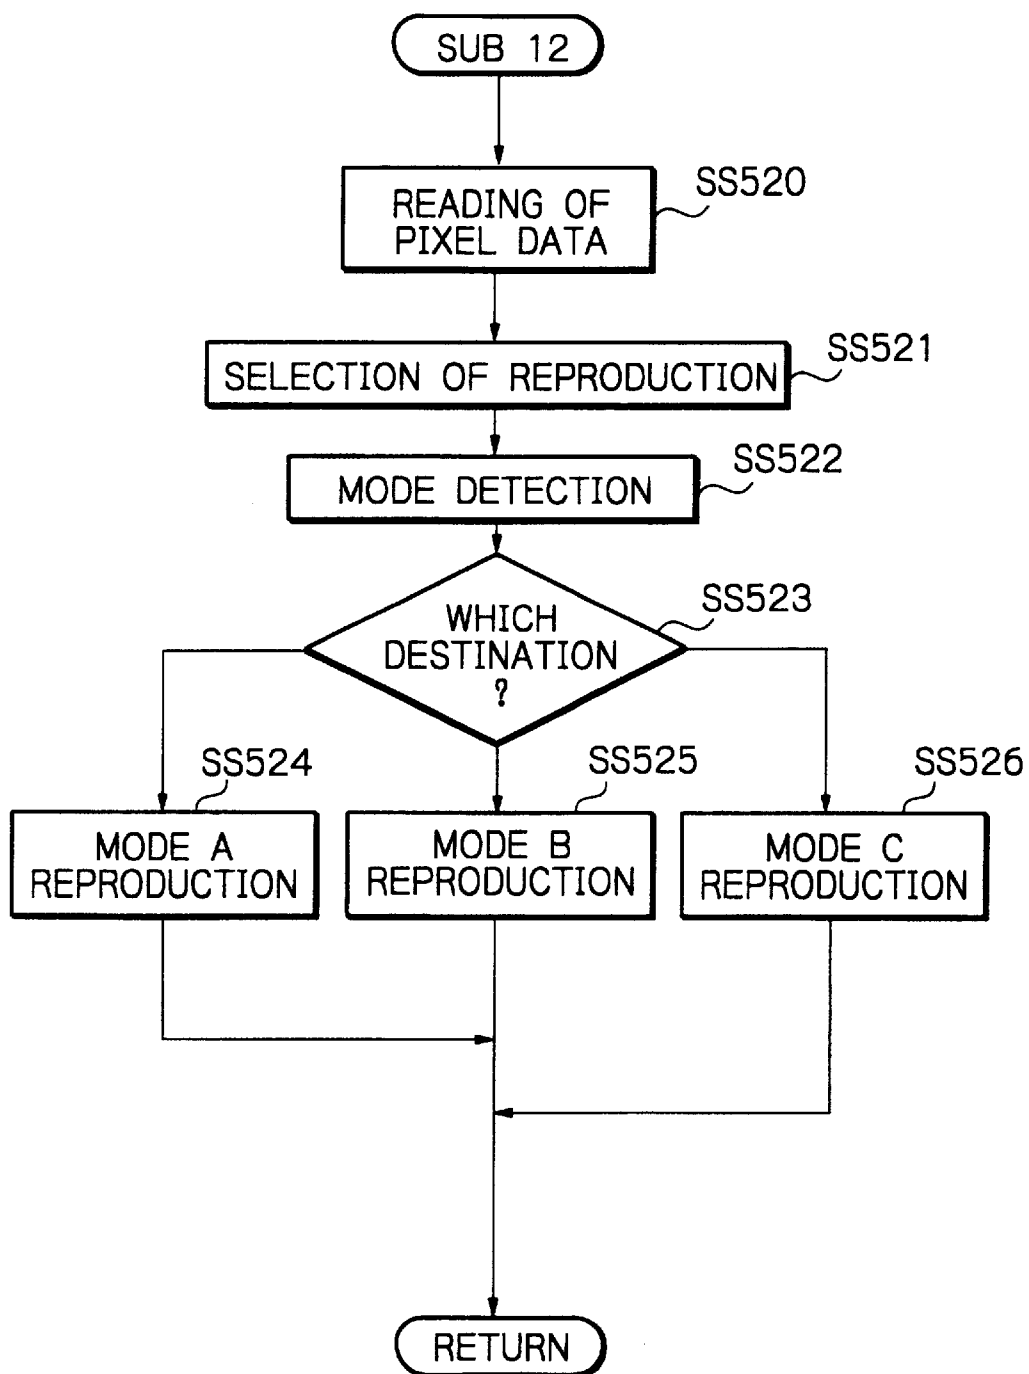 SUB 12
READING OF
PIXEL DATA
SS520
SELECTION OF REPRODUCTION
SS521
MODE DETECTION
SS522
WHICH
DESTINATION
?
SS523
MODE A
REPRODUCTION
SS524
MODE B
REPRODUCTION
SS525
MODE C
REPRODUCTION
SS526
RETURN